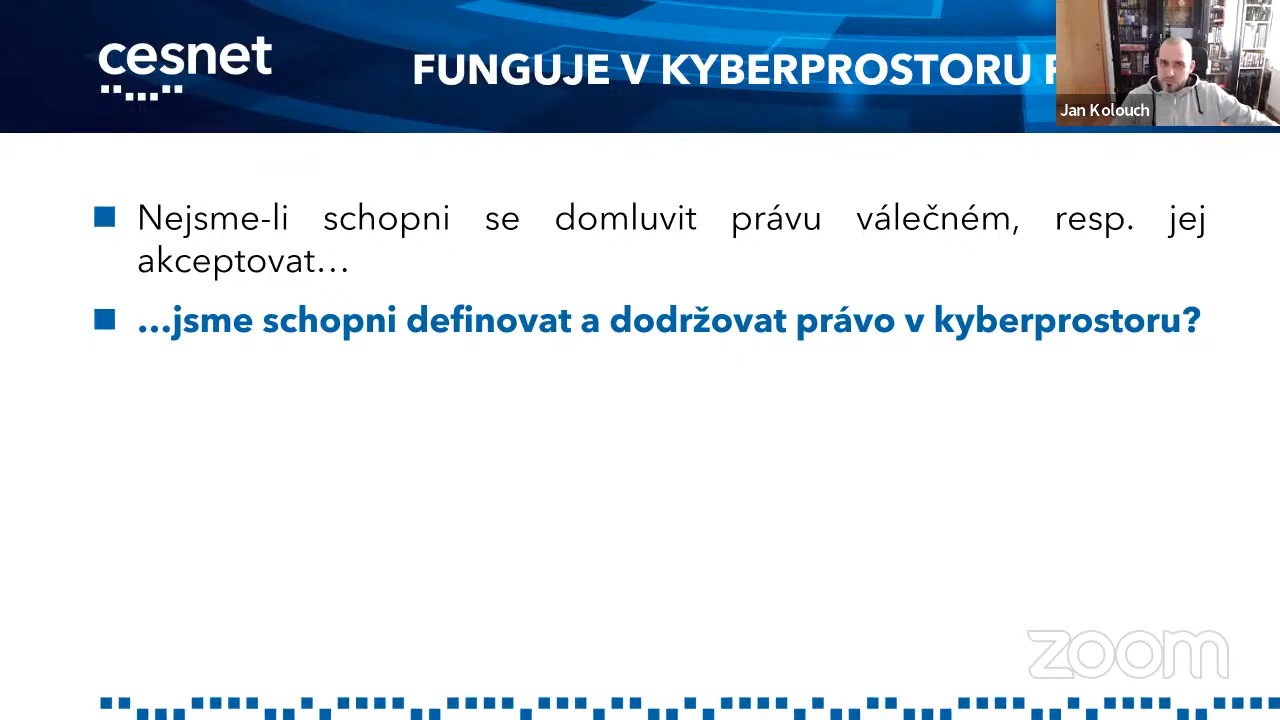 cesnet
FUNGUJE V KYBERPROSTORU
Jan Kolouch
Nejsme-li schopni se domluvit právu válečném, resp. jej
akceptovat…
…jsme schopni definovat a dodržovat právo v kyberprostoru?
zoom